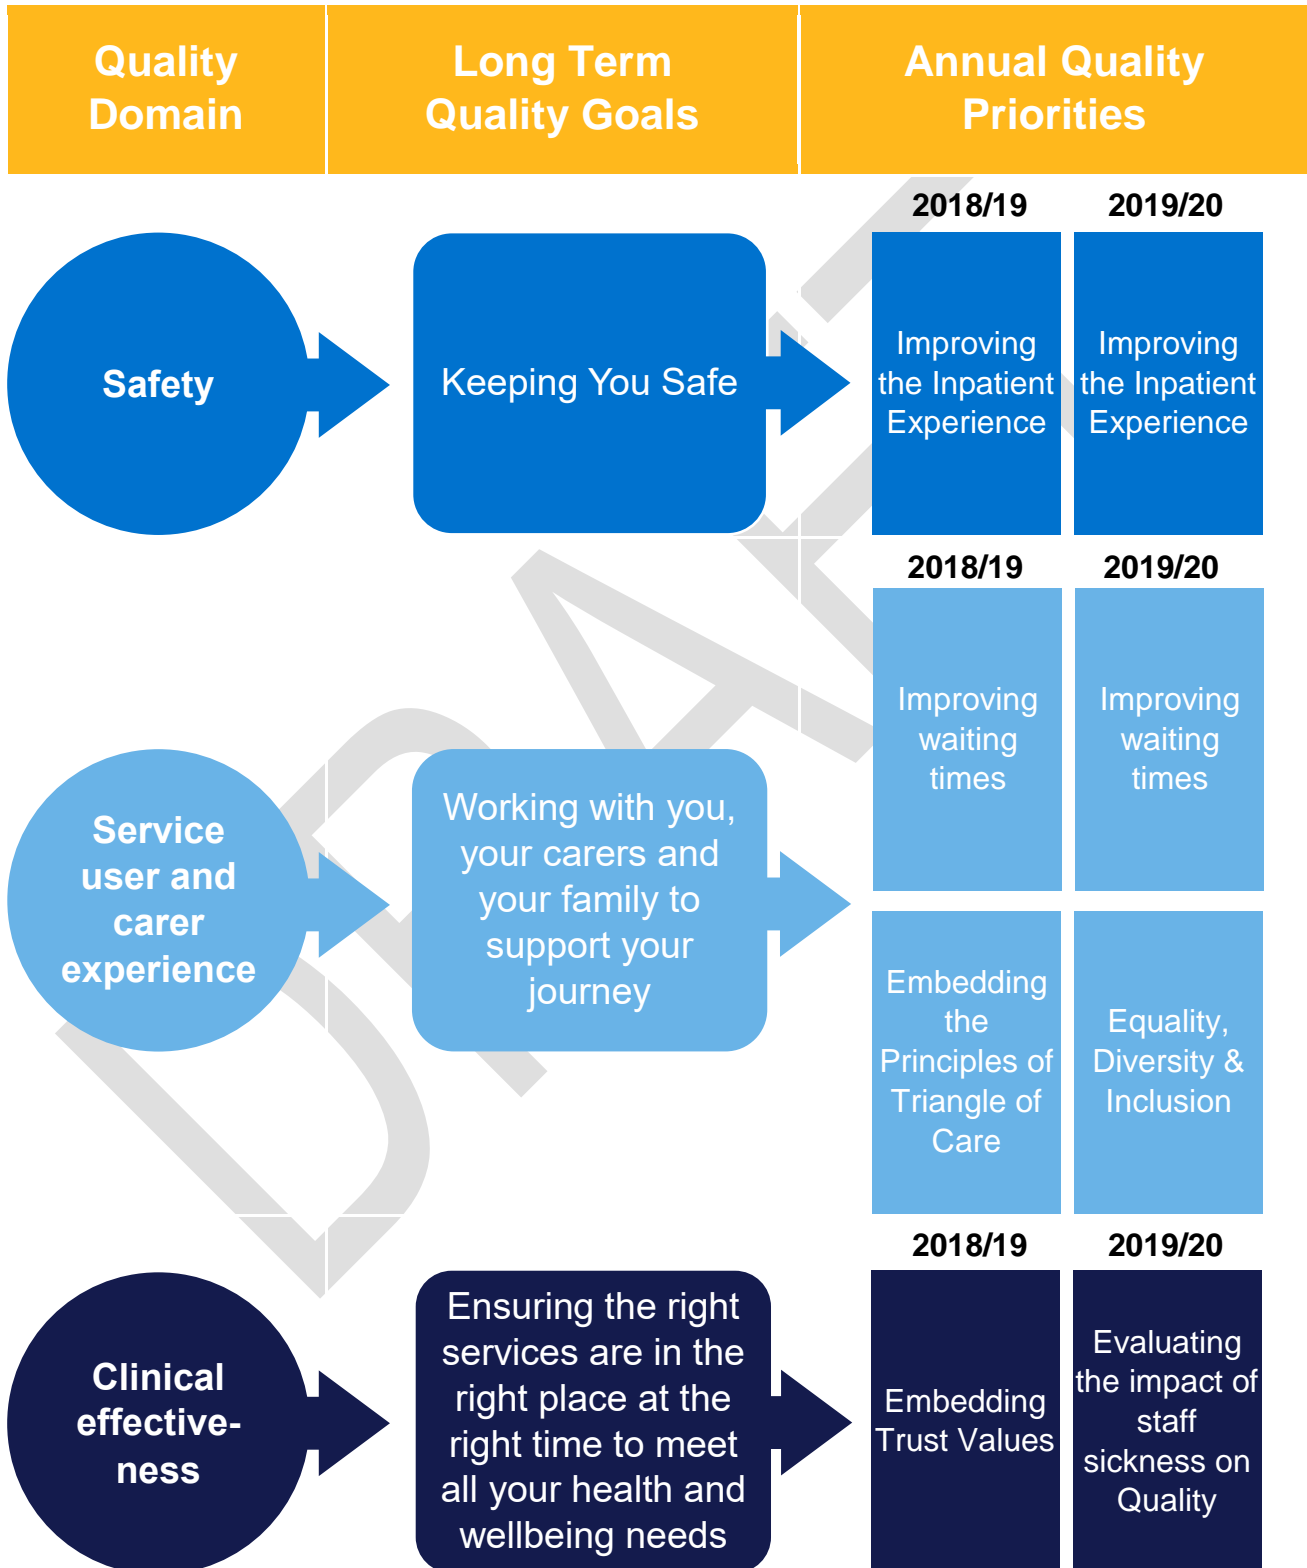 Quality
Domain
Long Term
Quality Goals
Annual Quality
Priorities
2018/19
2019/20
Safety
Keeping You Safe
Improving
the Inpatient
Experience
Improving
the Inpatient
Experience
2018/19
2019/20
Service
user and
carer
experience
Working with you,
your carers and
your family to
support your
journey
Improving
waiting
times
Improving
waiting
times
Embedding
the
Principles of
Triangle of
Care
Equality,
Diversity &
Inclusion
2018/19
2019/20
Clinical
effective-
ness
Ensuring the right
services are in the
right place at the
right time to meet
all your health and
wellbeing needs
Embedding
Trust Values
Evaluating
the impact of
staff
sickness on
Quality
DRAFT